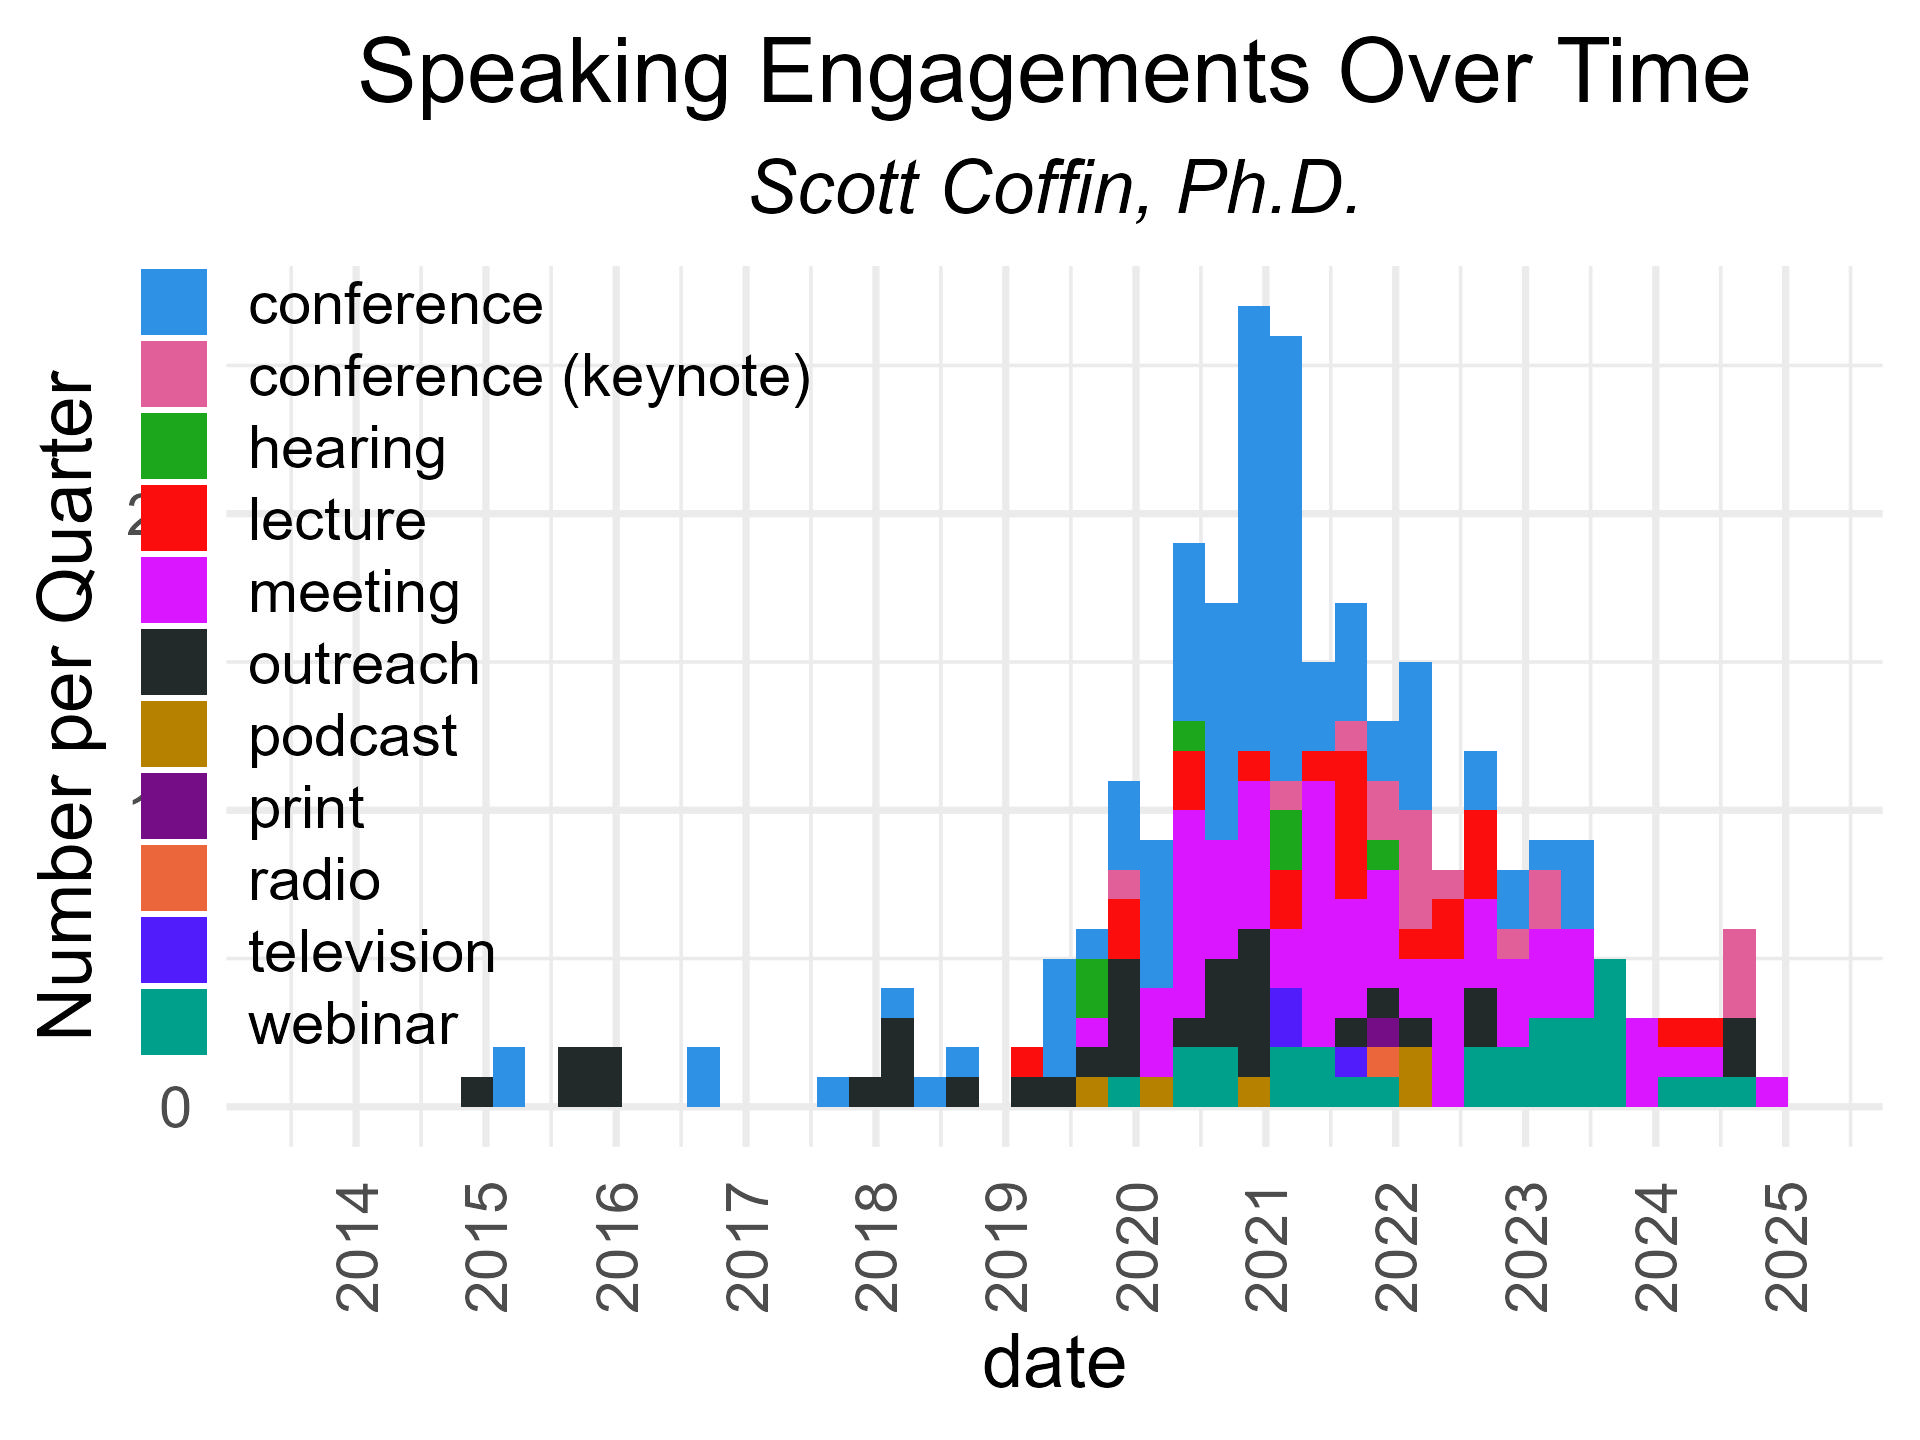 Speaking Engagements Over Time
Scott Coffin, Ph.D.
Number per Quarter
conference
conference (keynote)
hearing
lecture
meeting
outreach
podcast
print
radio
television
webinar
0
2014
2015
2016
2017
2018
2019
2020
2021
2022
2023
2024
2025
date